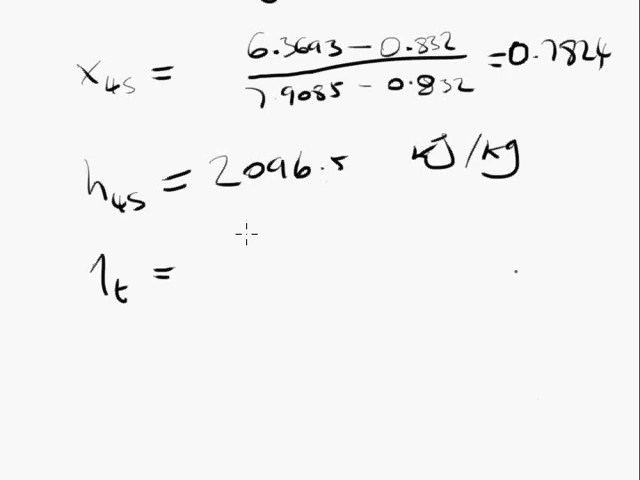 x4s = 6.3693 - 0.832 / 7.9085 - 0.832 = 0.7824
h4s = 2096.5 kJ/kg
ηt =